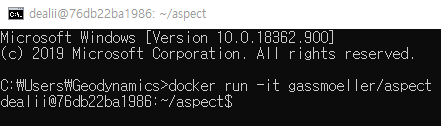 dealii@76db22ba1986: ~/aspect
Microsoft Windows [Version 10.0.18362.900]
(c) 2019 Microsoft Corporation. All rights reserved.
C:₩Users₩Geodynamics>docker run -it gassmoeller/aspect
dealii@76db22ba1986:~/aspect$